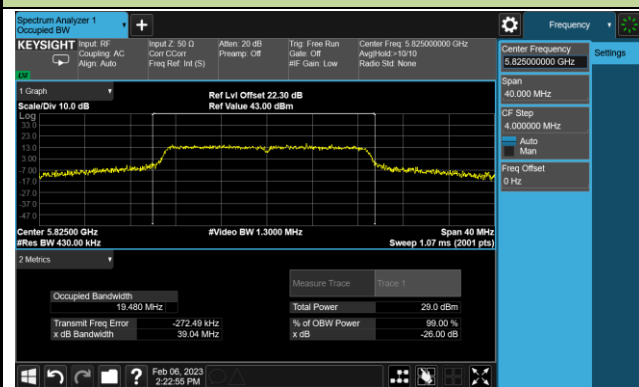 Spectrum Analyzer 1
Occupied BW
Frequency
KEYSIGHT
Input: RF
Coupling: AC
Align: Auto
Input Z: 50 Ω
Corr CCorr
Freq Ref: Int (S)
Atten: 20 dB
Preamp: Off
Trig: Free Run
Gate: Off
#IF Gain: Low
Center Freq: 5.825000000 GHz
Avg|Hold:>10/10
Radio Std: None
1 Graph
Scale/Div 10.0 dB
Ref Lvl Offset 22.30 dB
Ref Value 43.00 dBm
Log
33.0
23.0
13.0
3.00
-7.00
-17.0
-27.0
-37.0
-47.0
Center 5.82500 GHz
#Video BW 1.3000 MHz
Span 40 MHz
#Res BW 430.00 kHz
Sweep 1.07 ms (2001 pts)
2 Metrics
Measure Trace
Trace 1
Occupied Bandwidth
19.480 MHz
Total Power
29.0 dBm
Transmit Freq Error
-272.49 kHz
% of OBW Power
99.00 %
x dB Bandwidth
39.04 MHz
x dB
-26.00 dB
Feb 06, 2023
2:22:55 PM
Center Frequency
5.825000000 GHz
Settings
Span
40.000 MHz
CF Step
4.000000 MHz
Auto
Man
Freq Offset
0 Hz